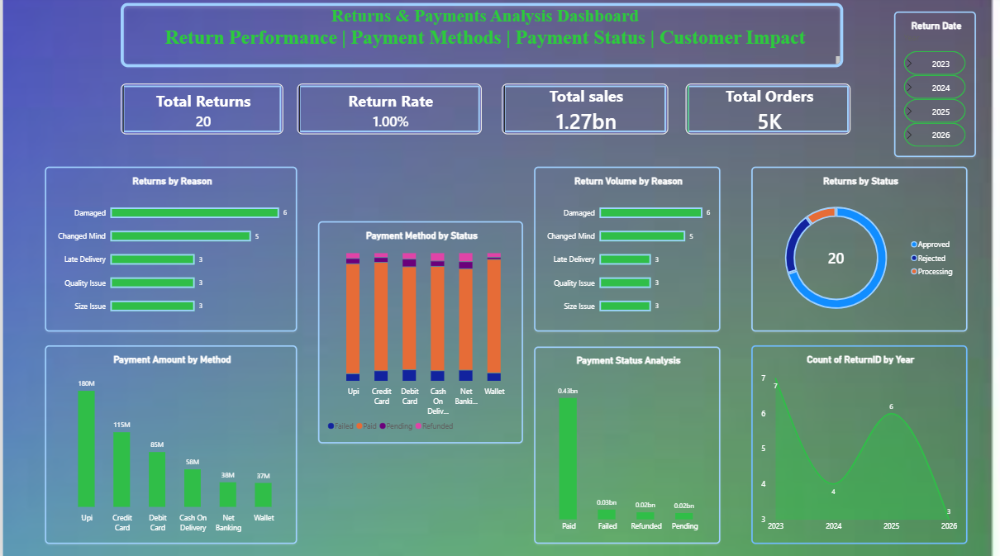 Returns & Payments Analysis Dashboard
Return Performance | Payment Methods | Payment Status | Customer Impact
Return Date
2023
2024
2025
2026
Total Returns
20
Return Rate
1.00%
Total sales
1.27bn
Total Orders
5K
Returns by Reason
Damaged 6
Changed Mind 5
Late Delivery 3
Quality Issue 3
Size Issue 3
Payment Method by Status
Upi Credit Debit Cash Net Wallet
Card Card On Banki...
Deliv...
Failed Paid Pending Refunded
Return Volume by Reason
Damaged 6
Changed Mind 5
Late Delivery 3
Quality Issue 3
Size Issue 3
Returns by Status
20
Approved
Rejected
Processing
Payment Amount by Method
180M
115M
85M
58M
38M
37M
Upi Credit Debit Cash On Net Wallet
Card Card Delivery Banking
Payment Status Analysis
0.43bn
0.03bn
0.02bn
0.02bn
Paid Failed Refunded Pending
Count of ReturnID by Year
7
7
6
6
5
4
4
3
3
2023 2024 2025 2026